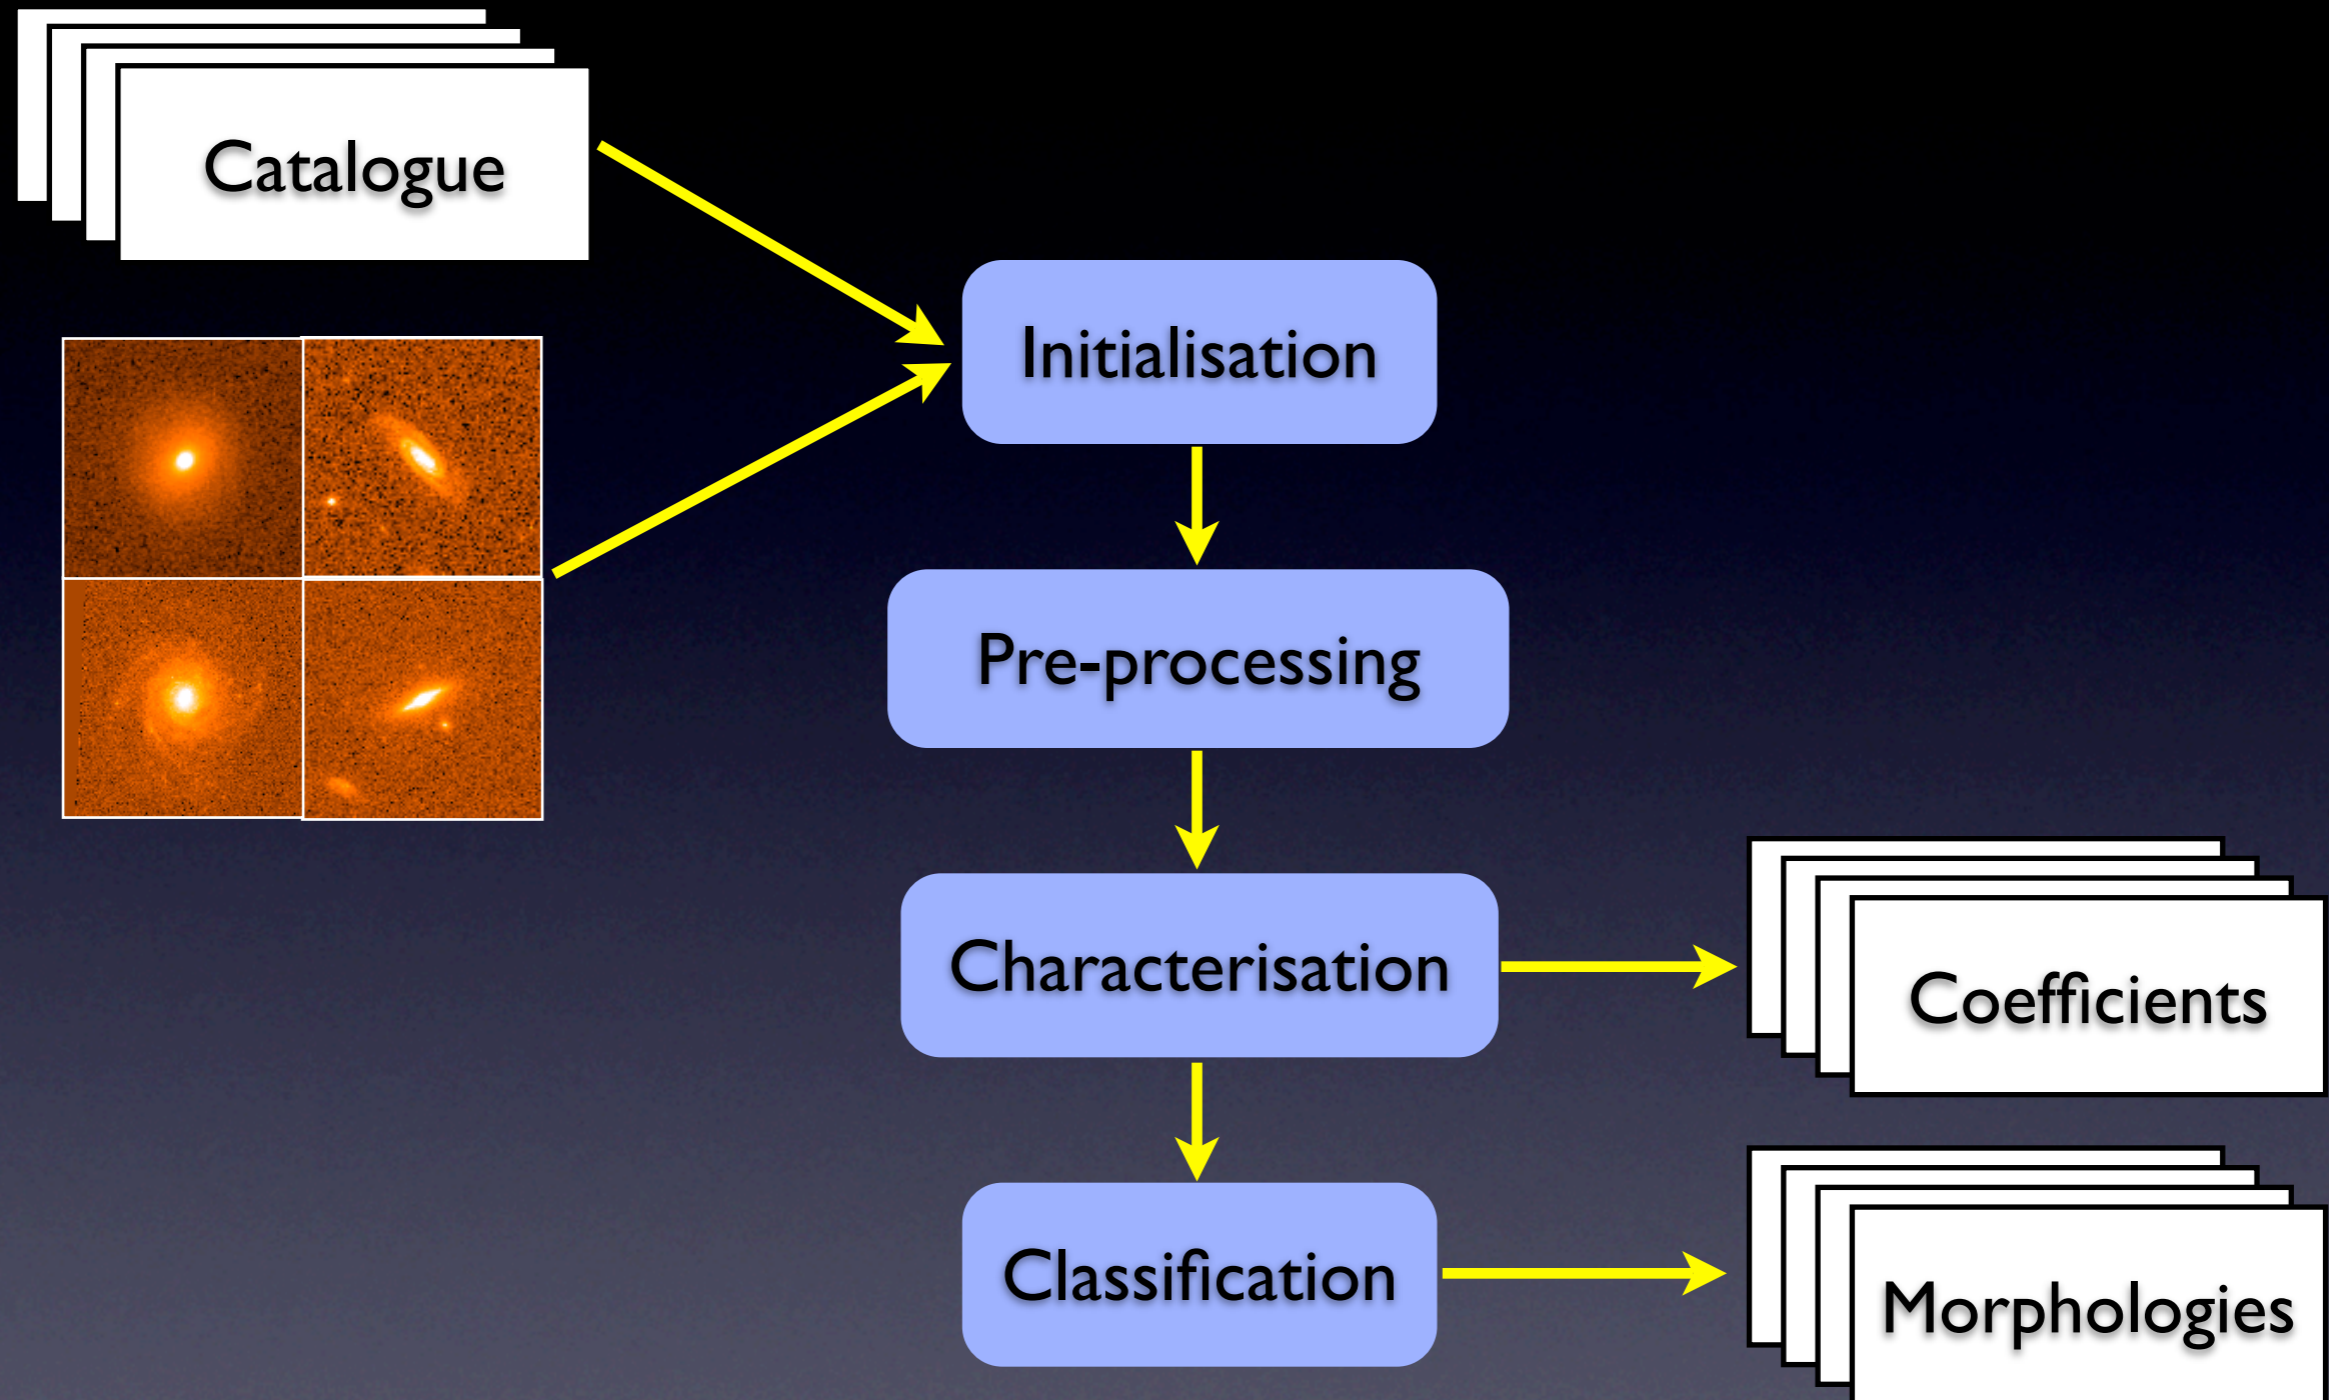 Catalogue
Initialisation
Pre-processing
Characterisation
Coefficients
Classification
Morphologies